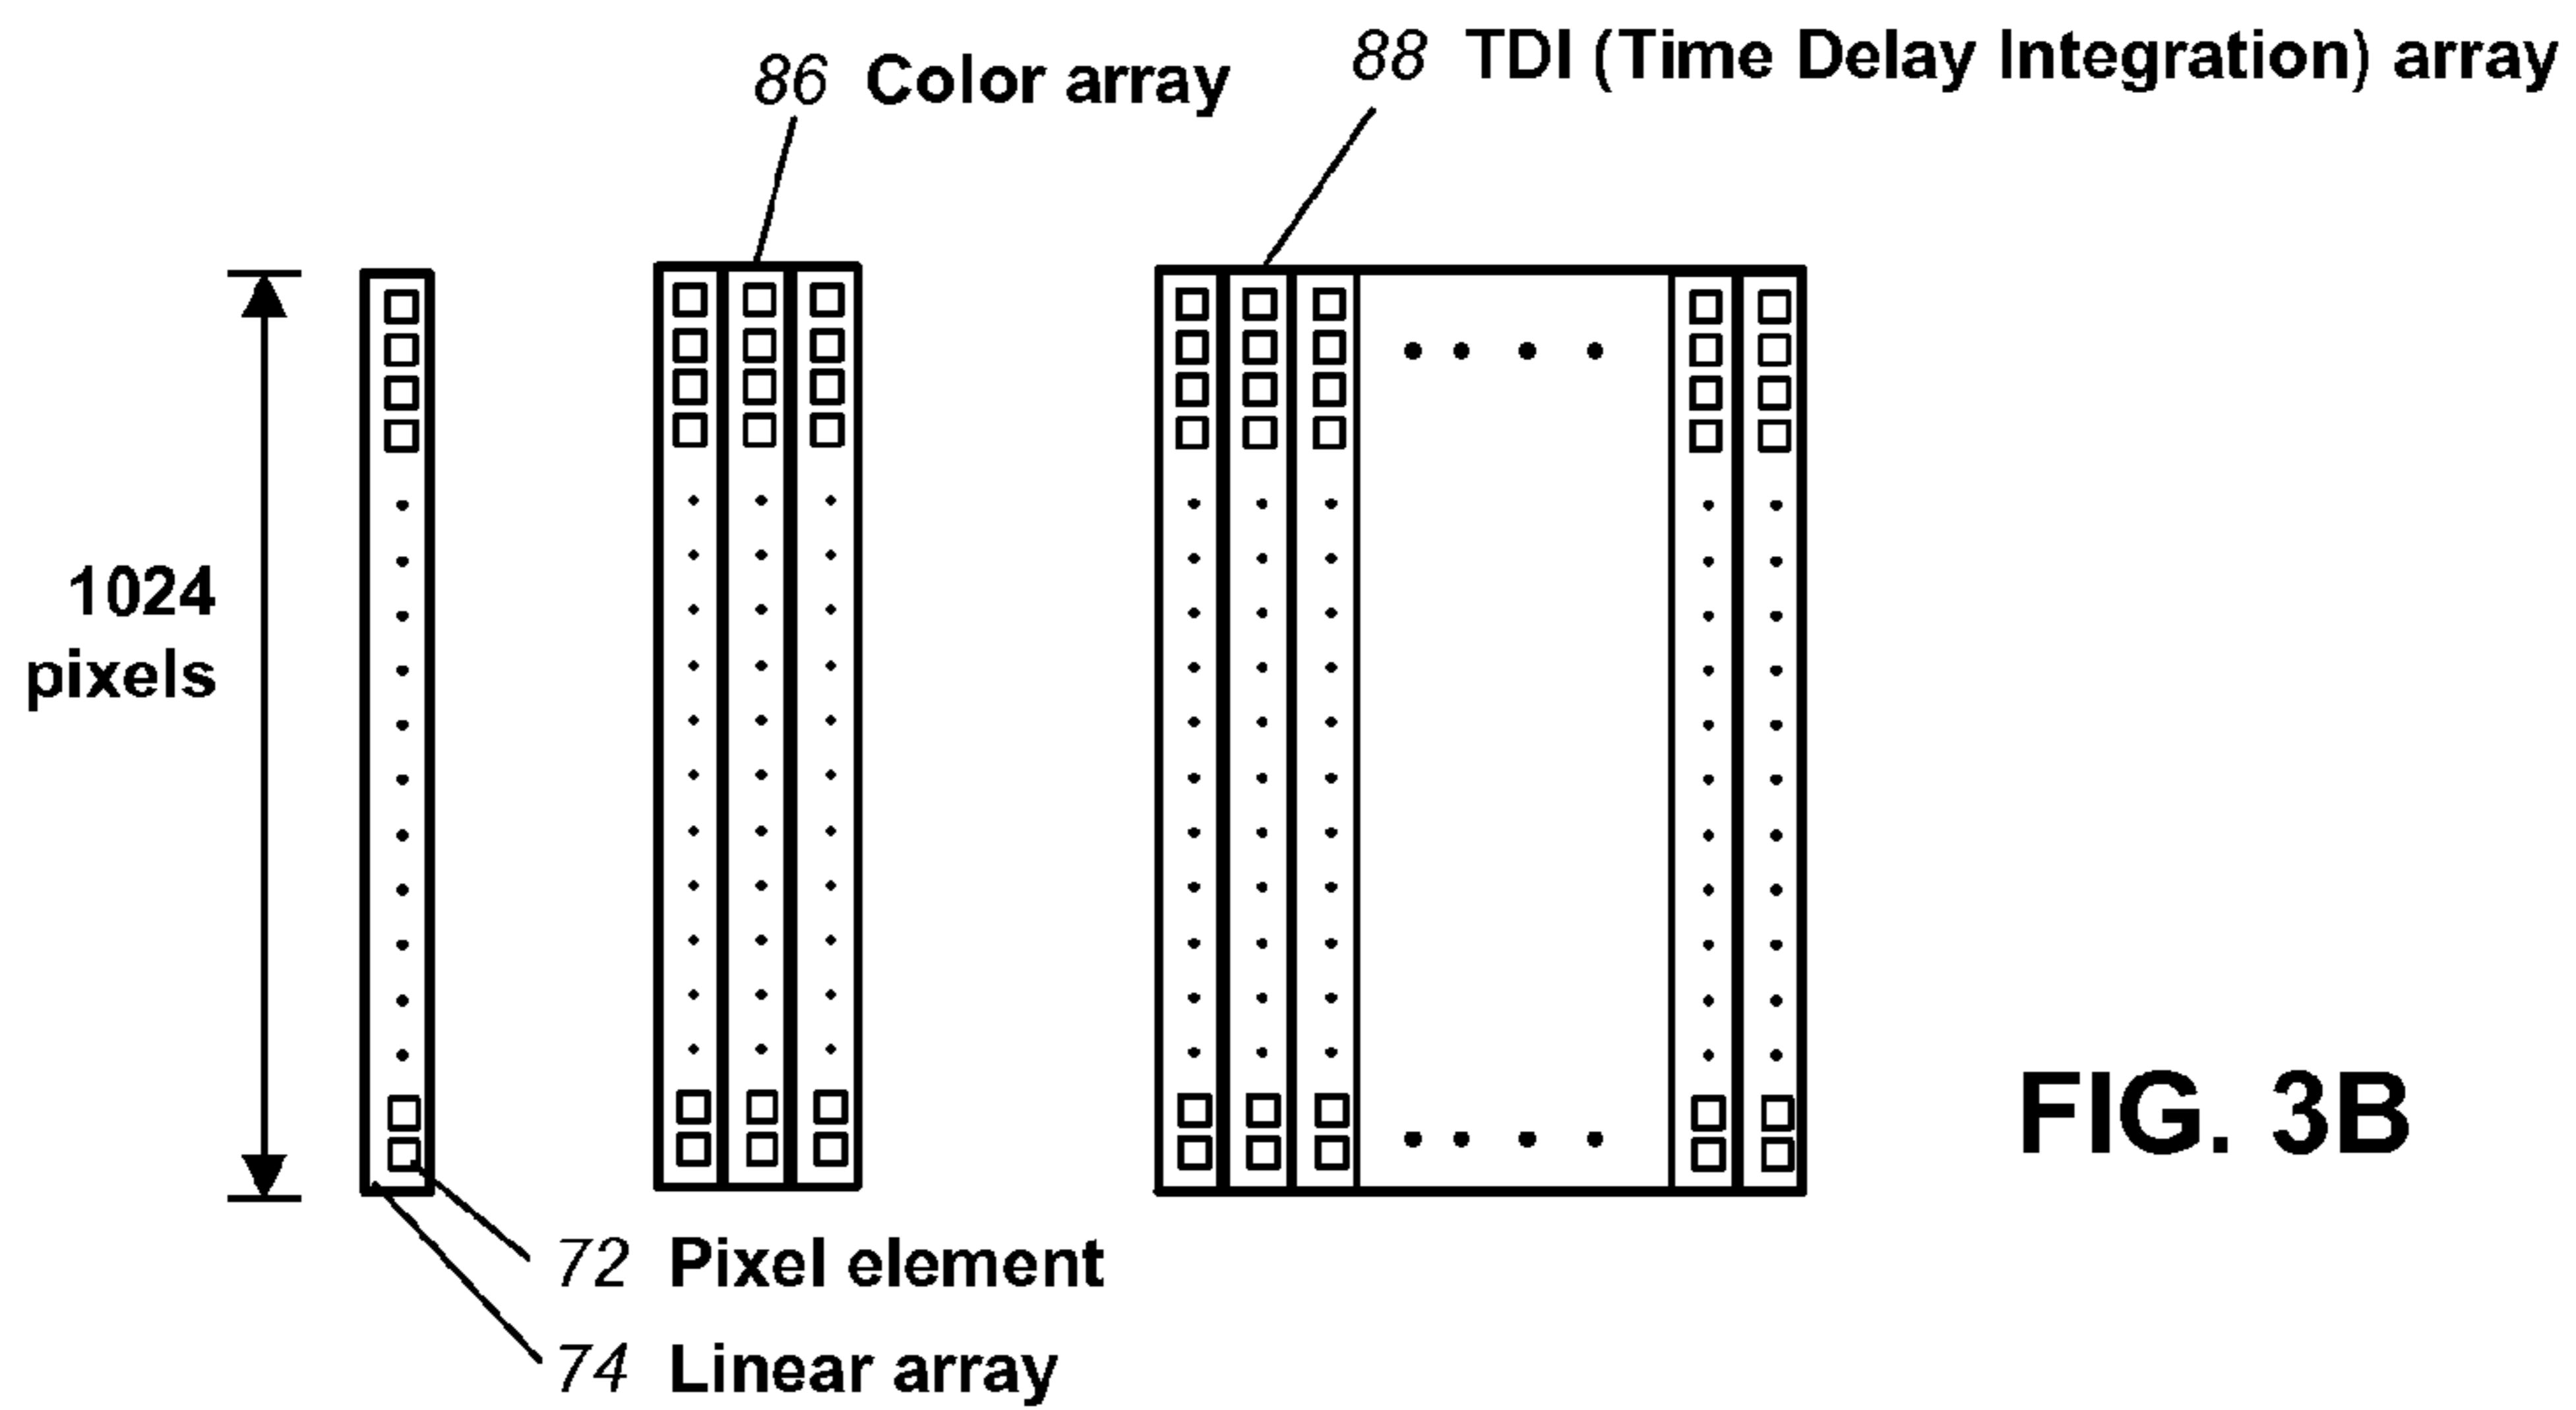 86 Color array
88 TDI (Time Delay Integration) array
1024
pixels
FIG. 3B
72 Pixel element
74 Linear array